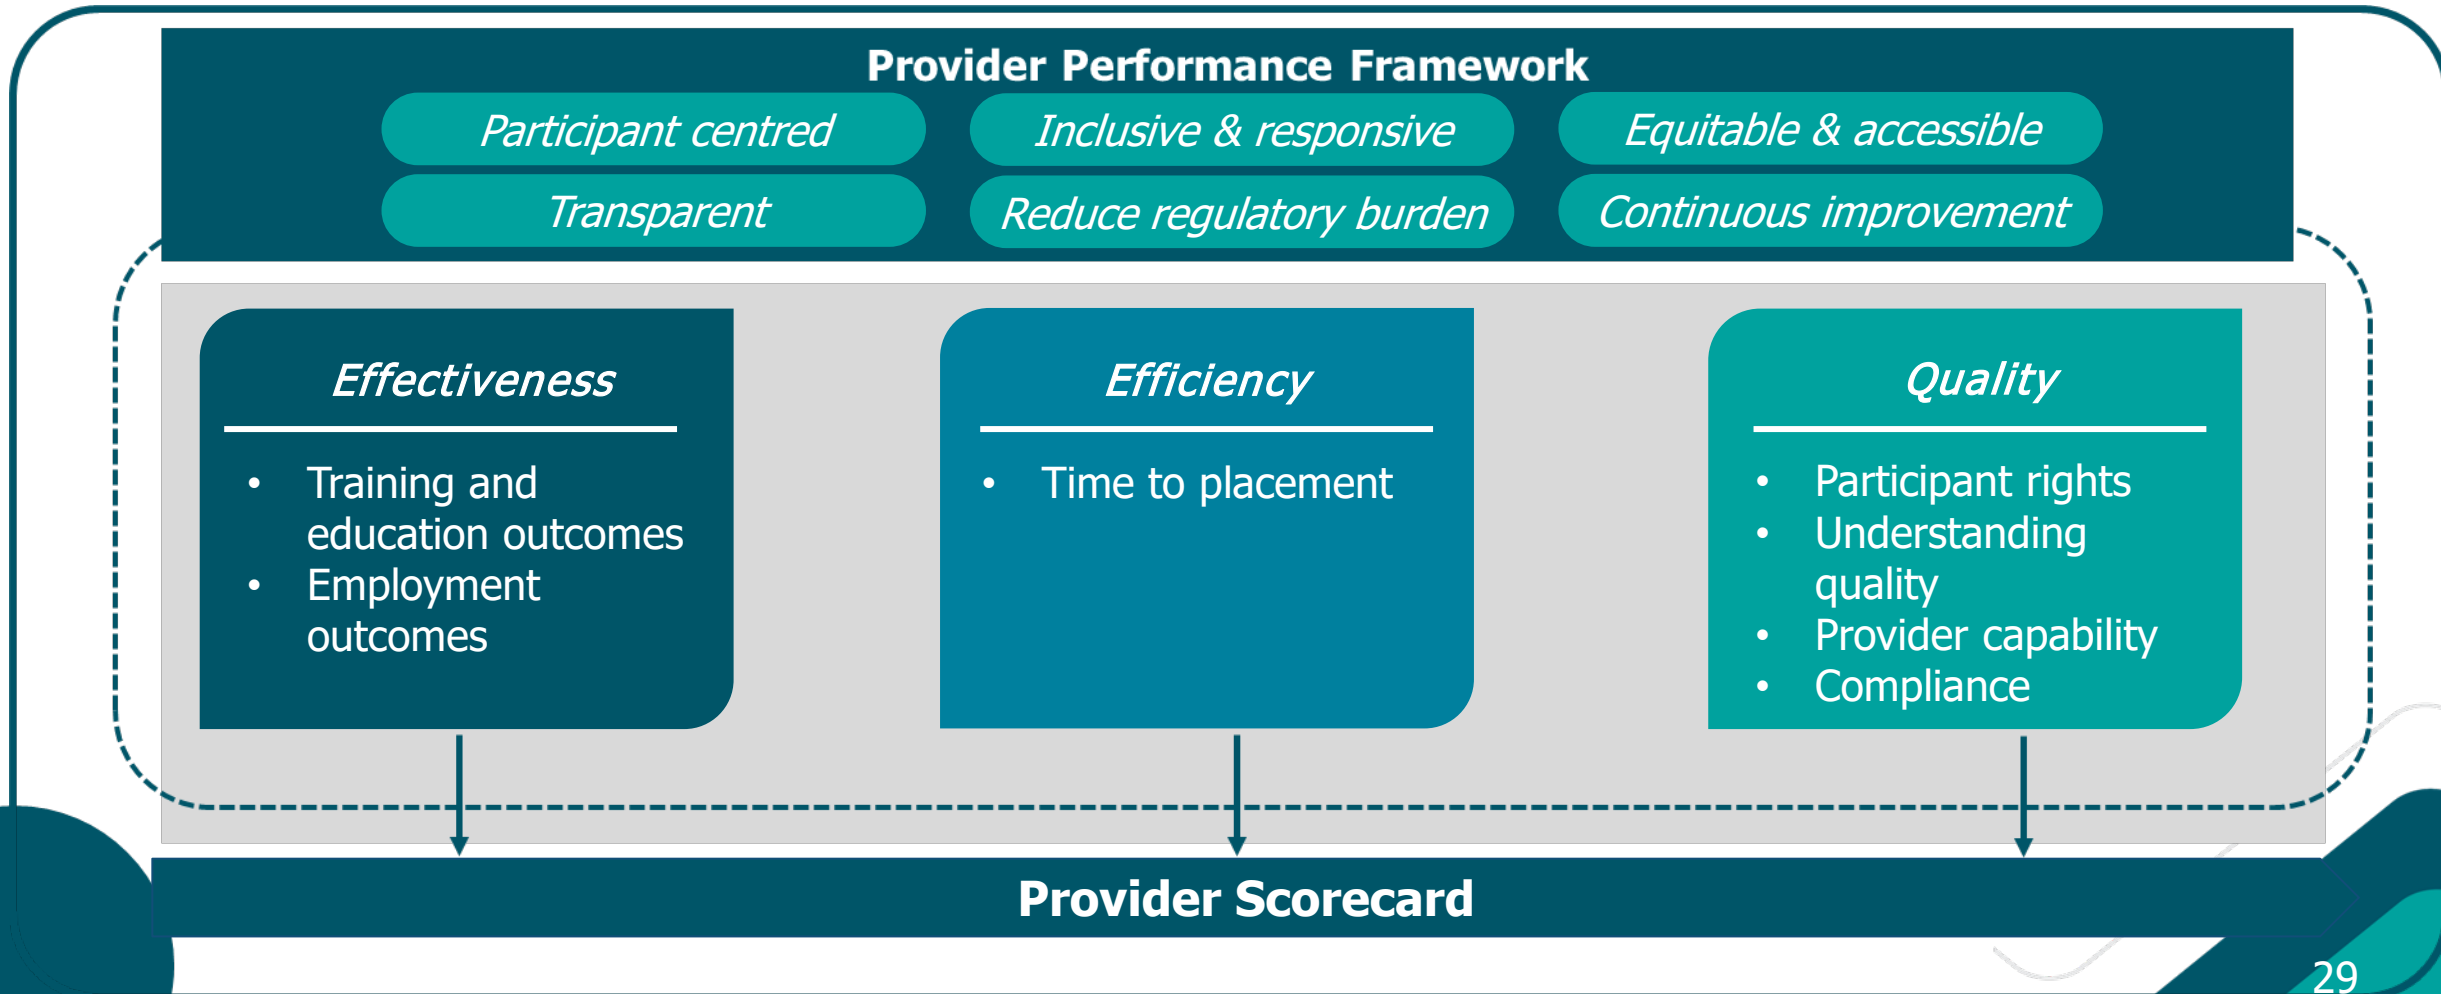 Provider Performance Framework
Participant centred
Inclusive & responsive
Equitable & accessible
Transparent
Reduce regulatory burden
Continuous improvement
Effectiveness
• Training and
education outcomes
• Employment
outcomes
Efficiency
• Time to placement
Quality
• Participant rights
• Understanding
quality
• Provider capability
• Compliance
Provider Scorecard
29